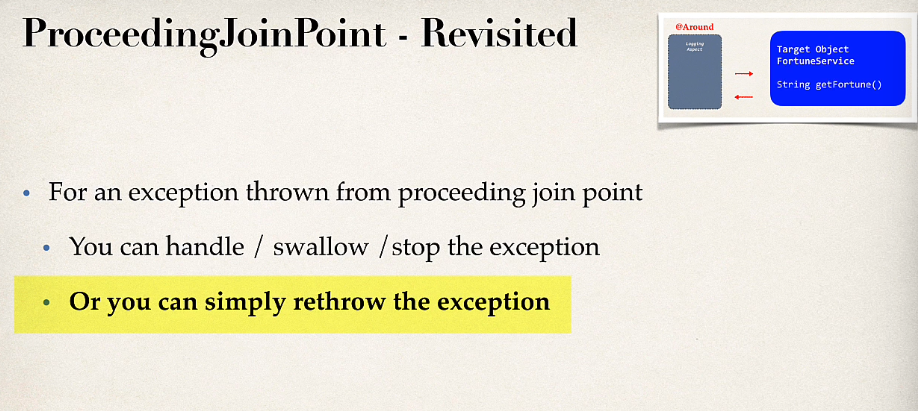 ProceedingJoinPoint - Revisited
@Around
Logging
Aspect
Target Object
FortuneService
String getFortune()
• For an exception thrown from proceeding join point
• You can handle / swallow /stop the exception
• Or you can simply rethrow the exception